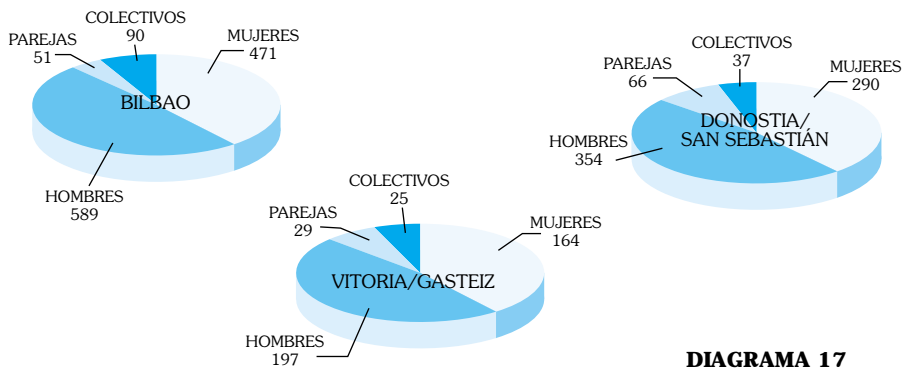 COLECTIVOS
90
PAREJAS
51
MUJERES
471
BILBAO
HOMBRES
589
COLECTIVOS
37
PAREJAS
66
MUJERES
290
DONOSTIA/
SAN SEBASTIÁN
HOMBRES
354
COLECTIVOS
25
PAREJAS
29
MUJERES
164
VITORIA/GASTEIZ
HOMBRES
197
DIAGRAMA 17